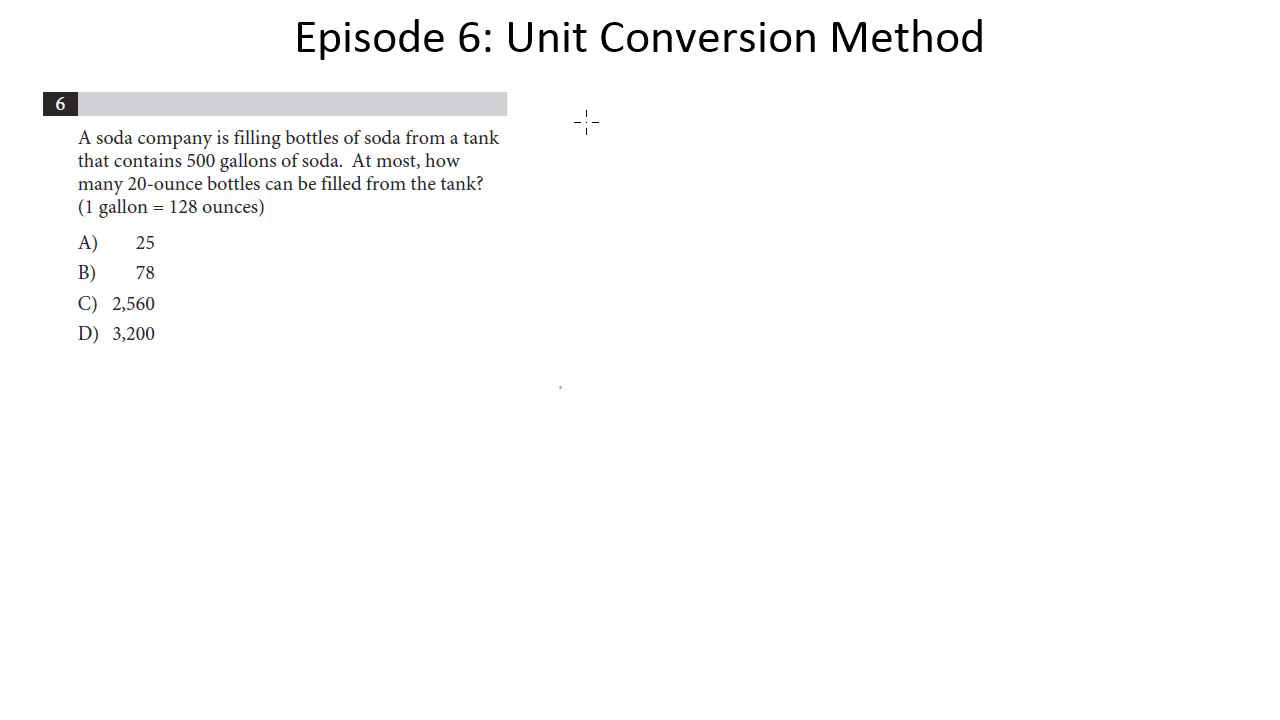 Episode 6: Unit Conversion Method
6
A soda company is filling bottles of soda from a tank
that contains 500 gallons of soda. At most, how
many 20-ounce bottles can be filled from the tank?
(1 gallon = 128 ounces)
A) 25
B) 78
C) 2,560
D) 3,200